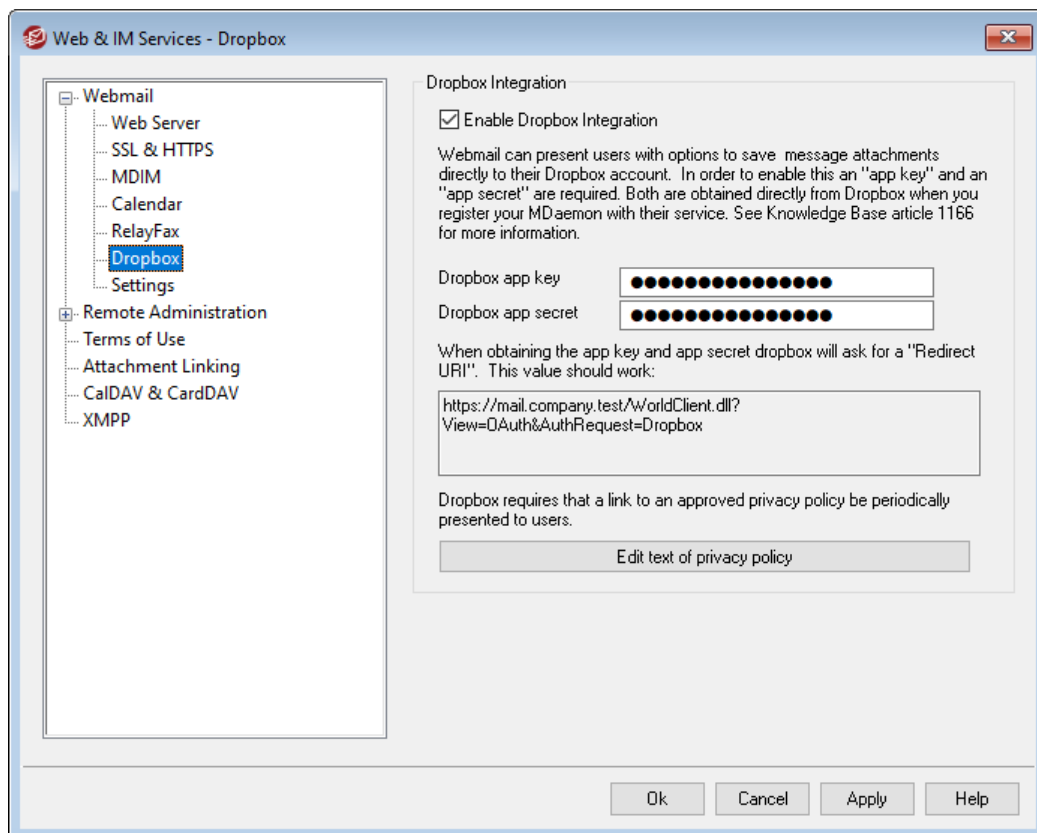 Web & IM Services - Dropbox
Webmail
Web Server
SSL & HTTPS
MDIM
Calendar
RelayFax
Dropbox
Settings
Remote Administration
Terms of Use
Attachment Linking
CalDAV & CardDAV
XMPP
Dropbox Integration
Enable Dropbox Integration
Webmail can present users with options to save  message attachments
directly to their Dropbox account.  In order to enable this an "app key" and an
"app secret" are required. Both are obtained directly from Dropbox when you
register your MDaemon with their service. See Knowledge Base article 1166
for more information.
Dropbox app key
●●●●●●●●●●●●●●●
Dropbox app secret
●●●●●●●●●●●●●●●
When obtaining the app key and app secret dropbox will ask for a "Redirect
URI".  This value should work:
https://mail.company.test/WorldClient.dll?
View=OAuth&AuthRequest=Dropbox
Dropbox requires that a link to an approved privacy policy be periodically
presented to users.
Edit text of privacy policy
Ok
Cancel
Apply
Help